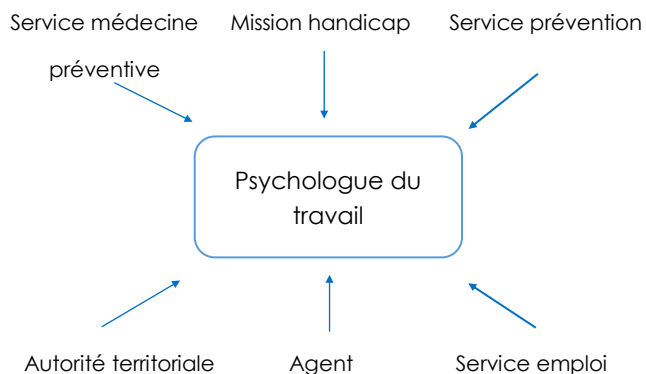 Service médecine Mission handicap Service prévention
préventive
Psychologue du
travail
Autorité territoriale Agent Service emploi